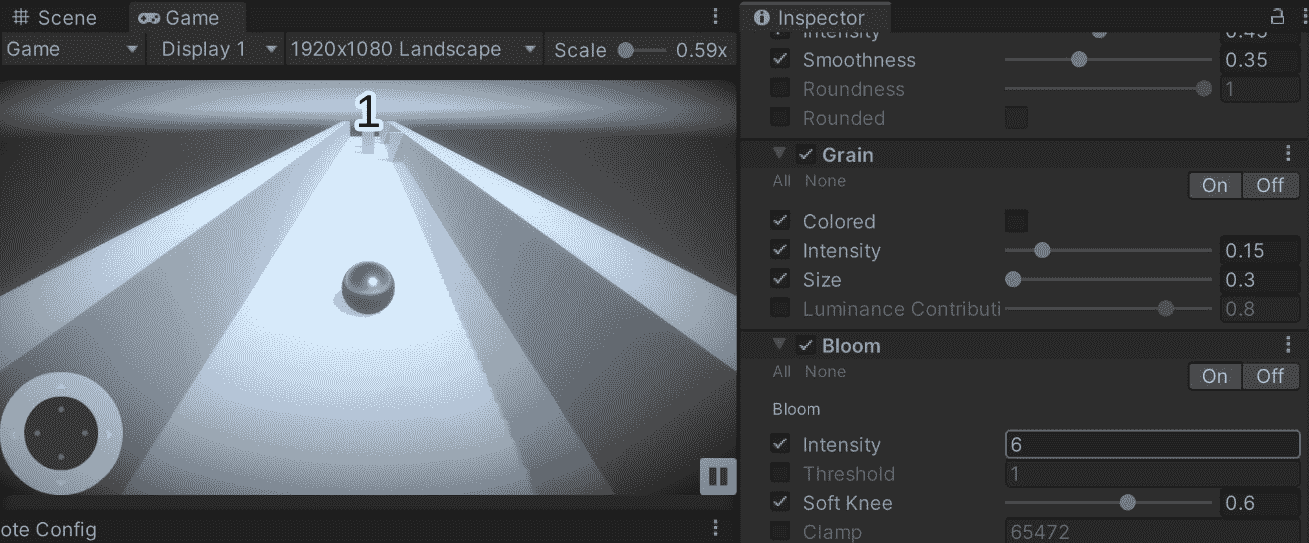 Scene Game
Game Display 1 1920x1080 Landscape Scale 0.59x
1
ote Config
Inspector
Intensity 0.45
Smoothness 0.35
Roundness 1
Rounded
Grain
All None
On Off
Colored
Intensity 0.15
Size 0.3
Luminance Contributi 0.8
Bloom
All None
On Off
Bloom
Intensity 6
Threshold 1
Soft Knee 0.6
Clamp 65472